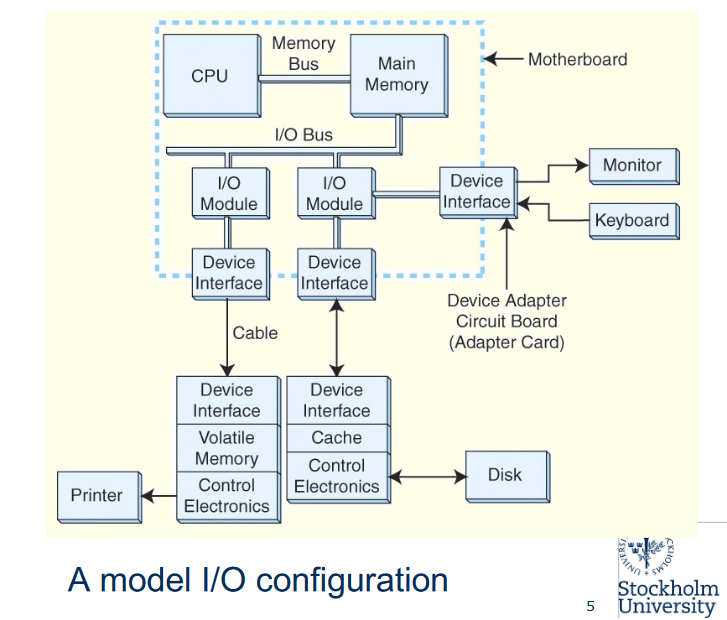 CPU
Memory
Bus
Main
Memory
Motherboard
I/O Bus
I/O
Module
I/O
Module
Device
Interface
Monitor
Keyboard
Device
Interface
Device
Interface
Device Adapter
Circuit Board
(Adapter Card)
Cable
Device
Interface
Volatile
Memory
Control
Electronics
Device
Interface
Cache
Control
Electronics
Printer
Disk
A model I/O configuration
5
Stockholm
University